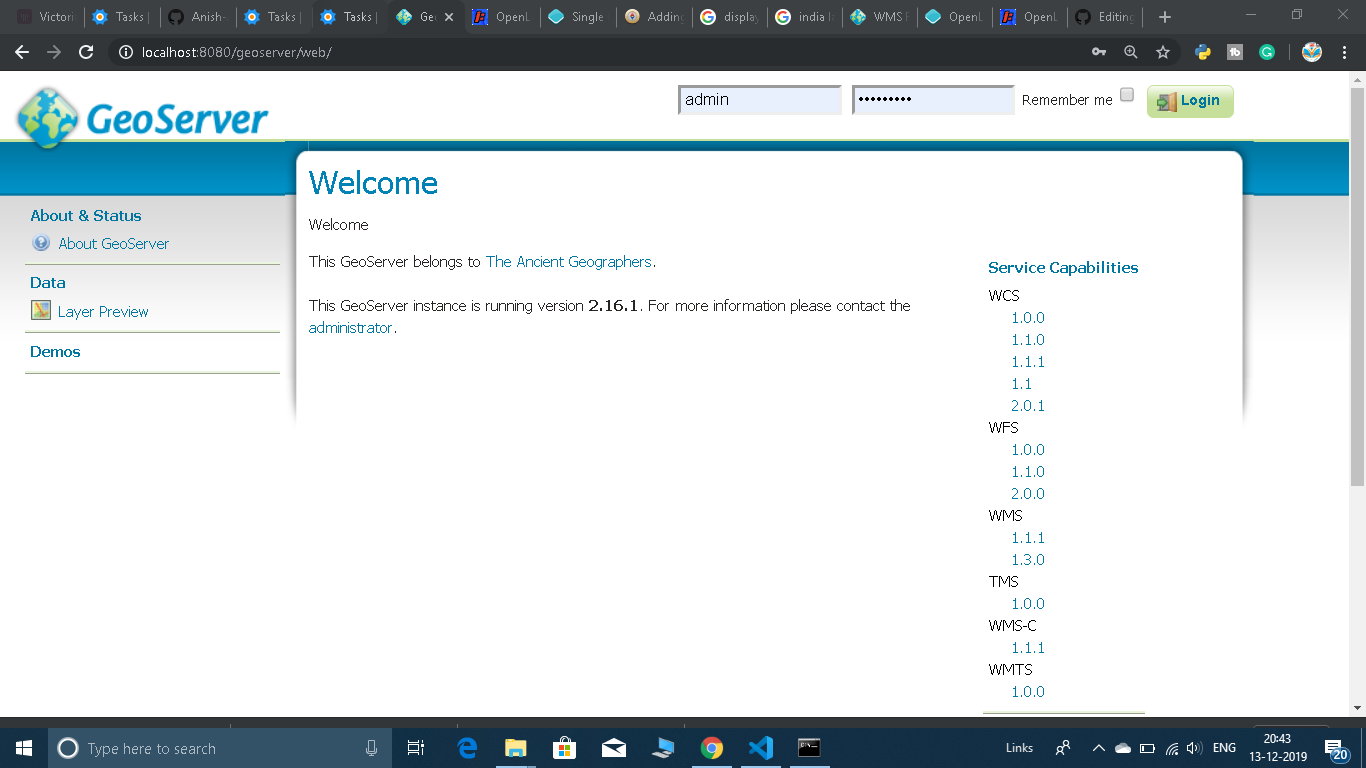 Victori
Tasks |
Anish-
Tasks |
Tasks |
Ge
OpenL
Single
Adding
display
india la
WMS F
OpenL
OpenL
Editing
localhost:8080/geoserver/web/
GeoServer
admin
•••••••••
Remember me
Login
Welcome
About & Status
About GeoServer
Data
Layer Preview
Demos
Welcome
This GeoServer belongs to The Ancient Geographers.
This GeoServer instance is running version 2.16.1. For more information please contact the
administrator.
Service Capabilities
WCS
1.0.0
1.1.0
1.1.1
1.1
2.0.1
WFS
1.0.0
1.1.0
2.0.0
WMS
1.1.1
1.3.0
TMS
1.0.0
WMS-C
1.1.1
WMTS
1.0.0
Type here to search
Links
ENG
20:43
13-12-2019
20